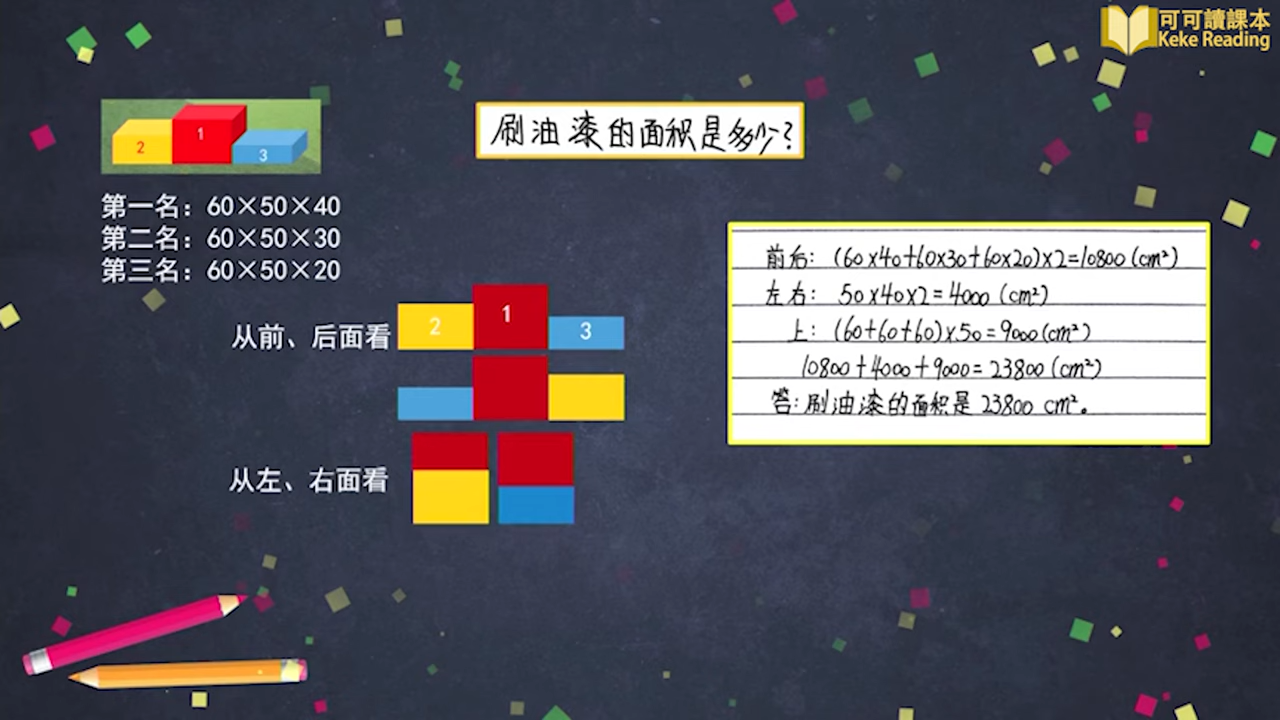 可可讀課本
Keke Reading
刷油漆的面积是多少?
2
1
3
第一名：60×50×40
第二名：60×50×30
第三名：60×50×20
从前、后面看
2
1
3
从左、右面看
前后：(60×40+60×30+60×20)×2=10800(cm²)
左右：50×40×2=4000(cm²)
上：(60+60+60)×50=9000(cm²)
10800+4000+9000=23800(cm²)
答：刷油漆的面积是23800 cm²。